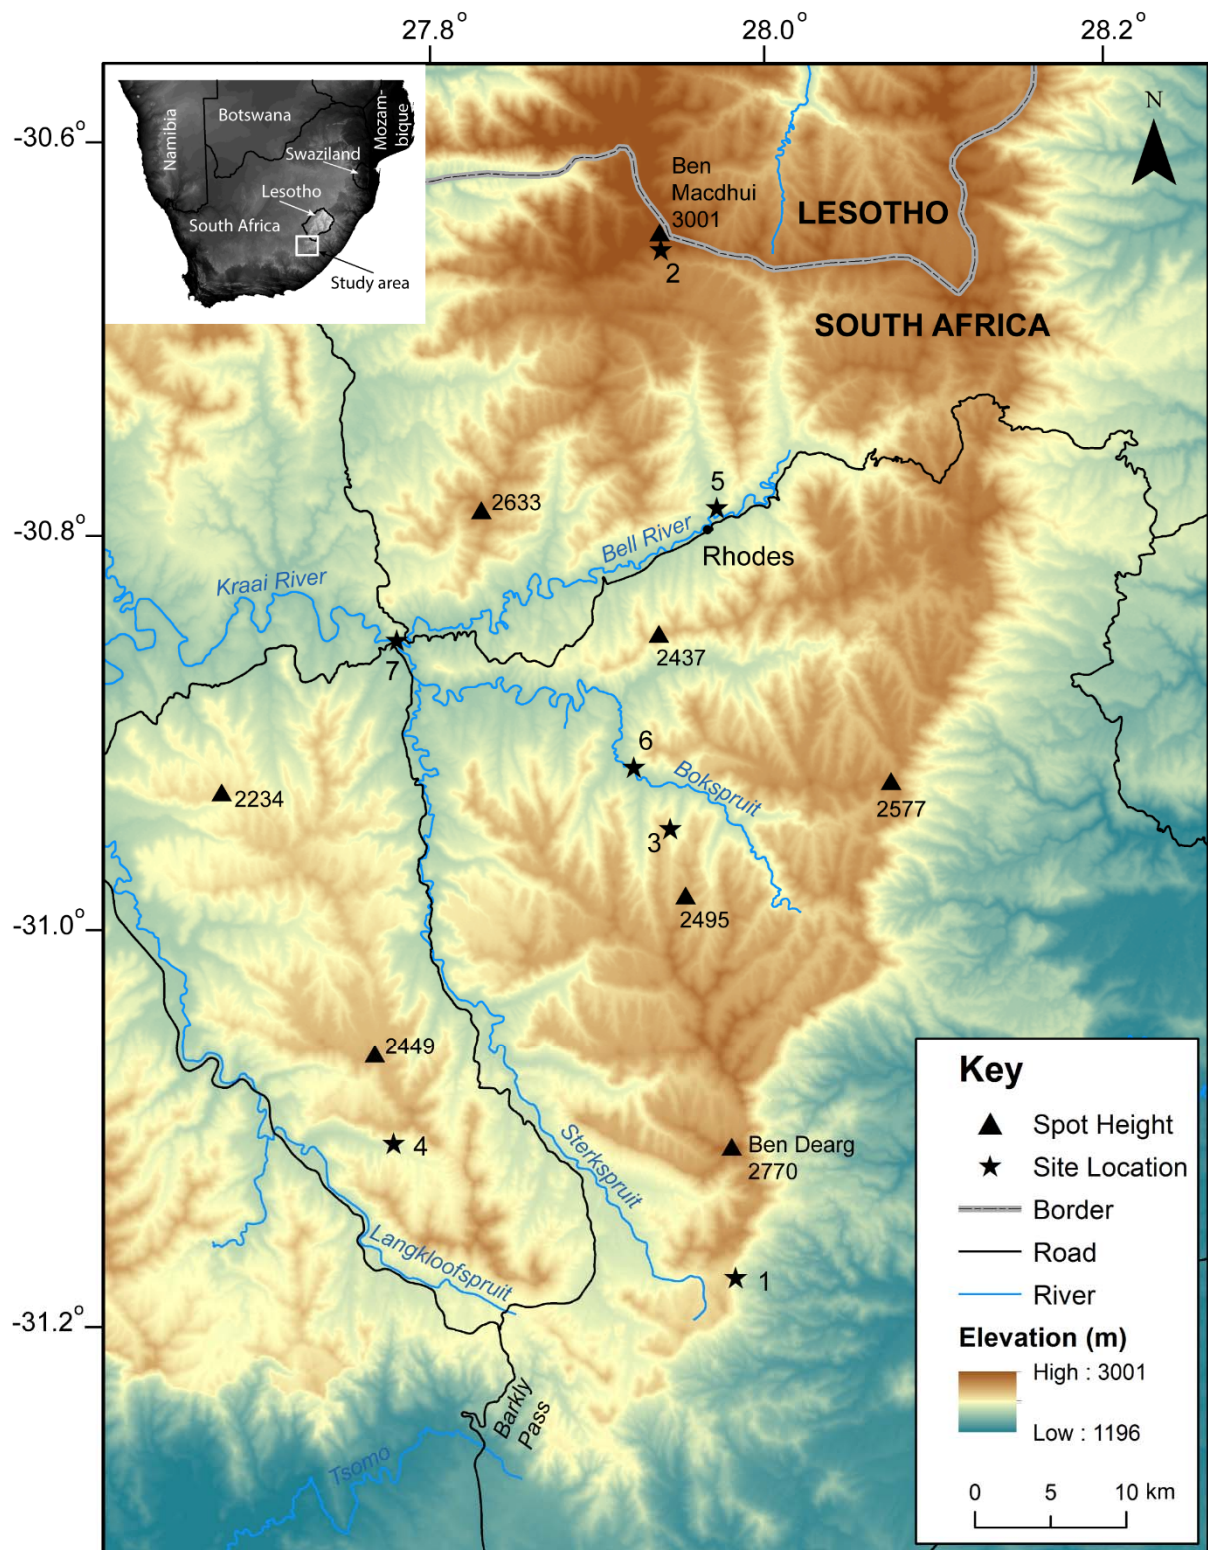 27.8°
28.0°
28.2°
-30.6°
-30.8°
-31.0°
-31.2°
Namibia
Botswana
Mozam-
bique
Swaziland
Lesotho
South Africa
Study area
N
Ben
Macdhui
3001
LESOTHO
2
SOUTH AFRICA
5
2633
Bell River
Rhodes
Kraai River
7
2437
6
Bokspruit
2234
2577
3
2495
2449
4
Sterkspruit
Ben Dearg
2770
Langkloofspruit
1
Barkly
Pass
Tsomo
Key
Spot Height
Site Location
Border
Road
River
Elevation (m)
High : 3001
Low : 1196
0 5 10 km